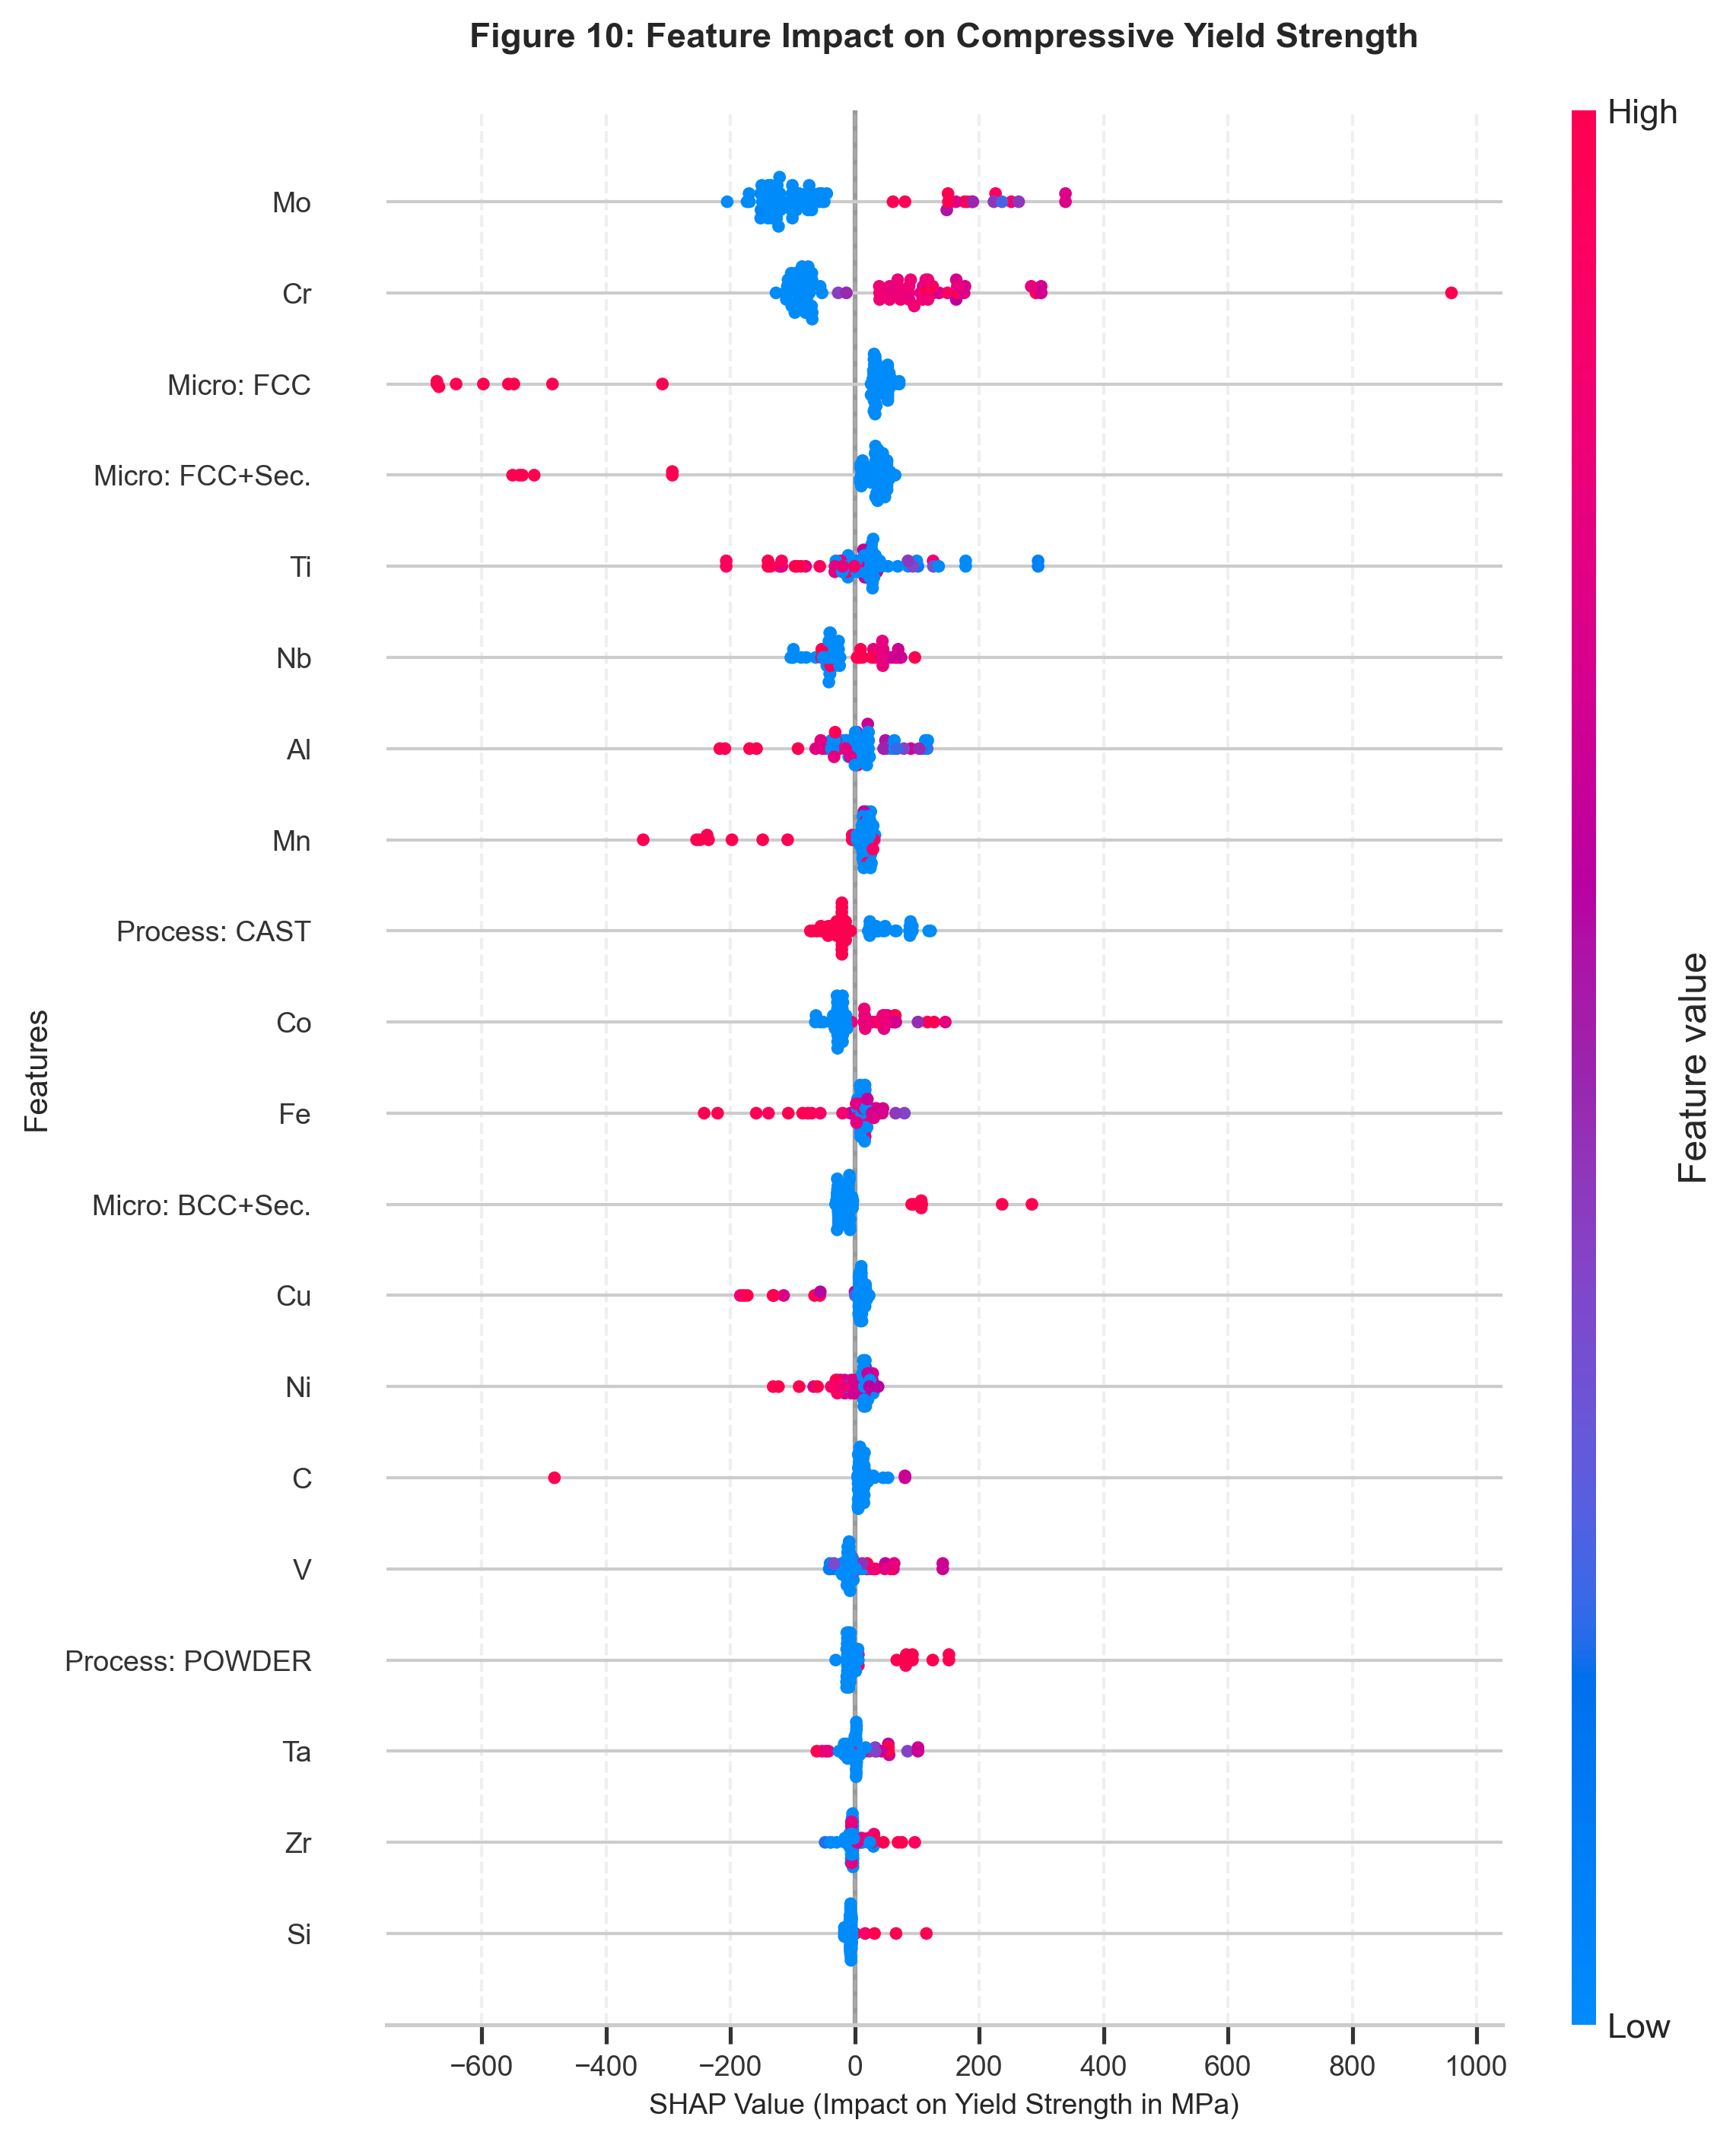 Figure 10: Feature Impact on Compressive Yield Strength
High
Mo
Cr
Micro: FCC
Micro: FCC+Sec.
Ti
Nb
Al
Mn
Process: CAST
Co
Fe
Micro: BCC+Sec.
Cu
Ni
C
V
Process: POWDER
Ta
Zr
Si
Features
Feature value
Low
−600 −400 −200 0 200 400 600 800 1000
SHAP Value (Impact on Yield Strength in MPa)